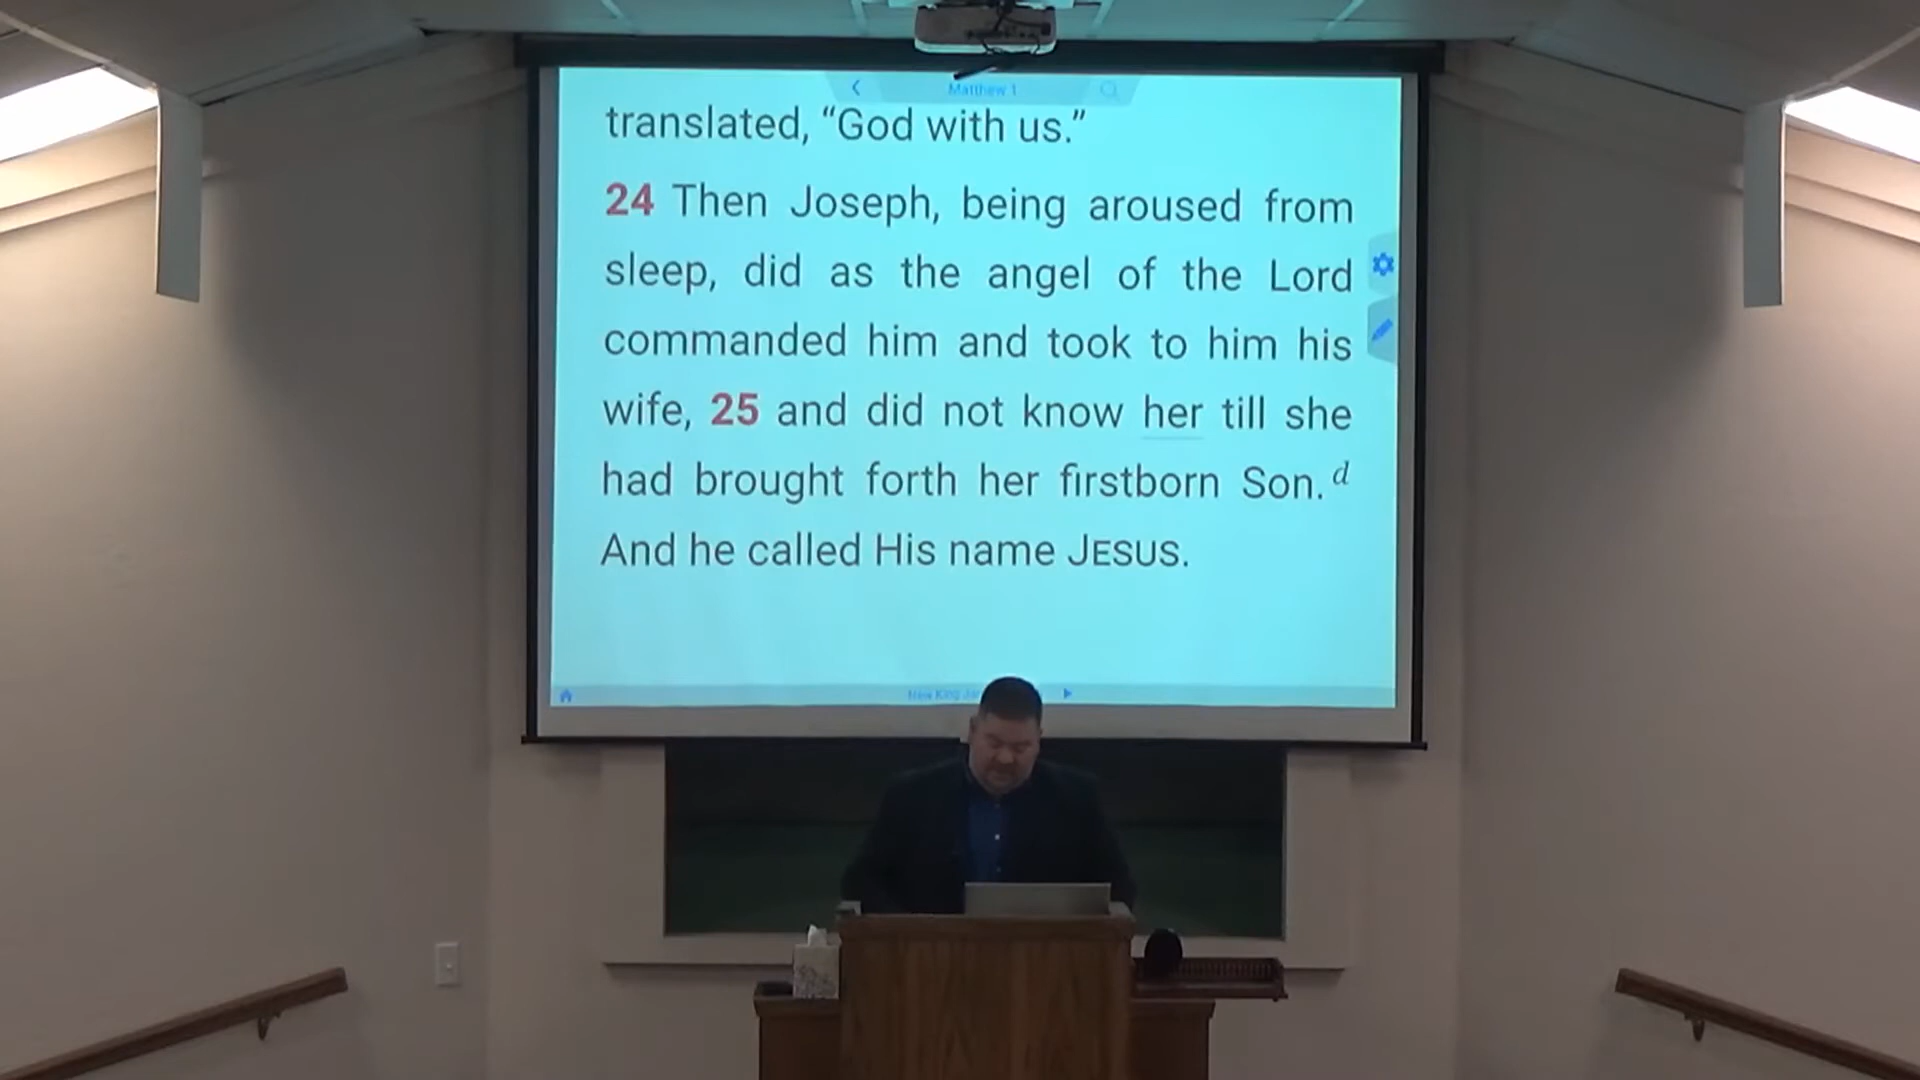 Matthew 1
translated, “God with us.”
24 Then Joseph, being aroused from
sleep, did as the angel of the Lord
commanded him and took to him his
wife, 25 and did not know her till she
had brought forth her firstborn Son. d
And he called His name JESUS.
New King